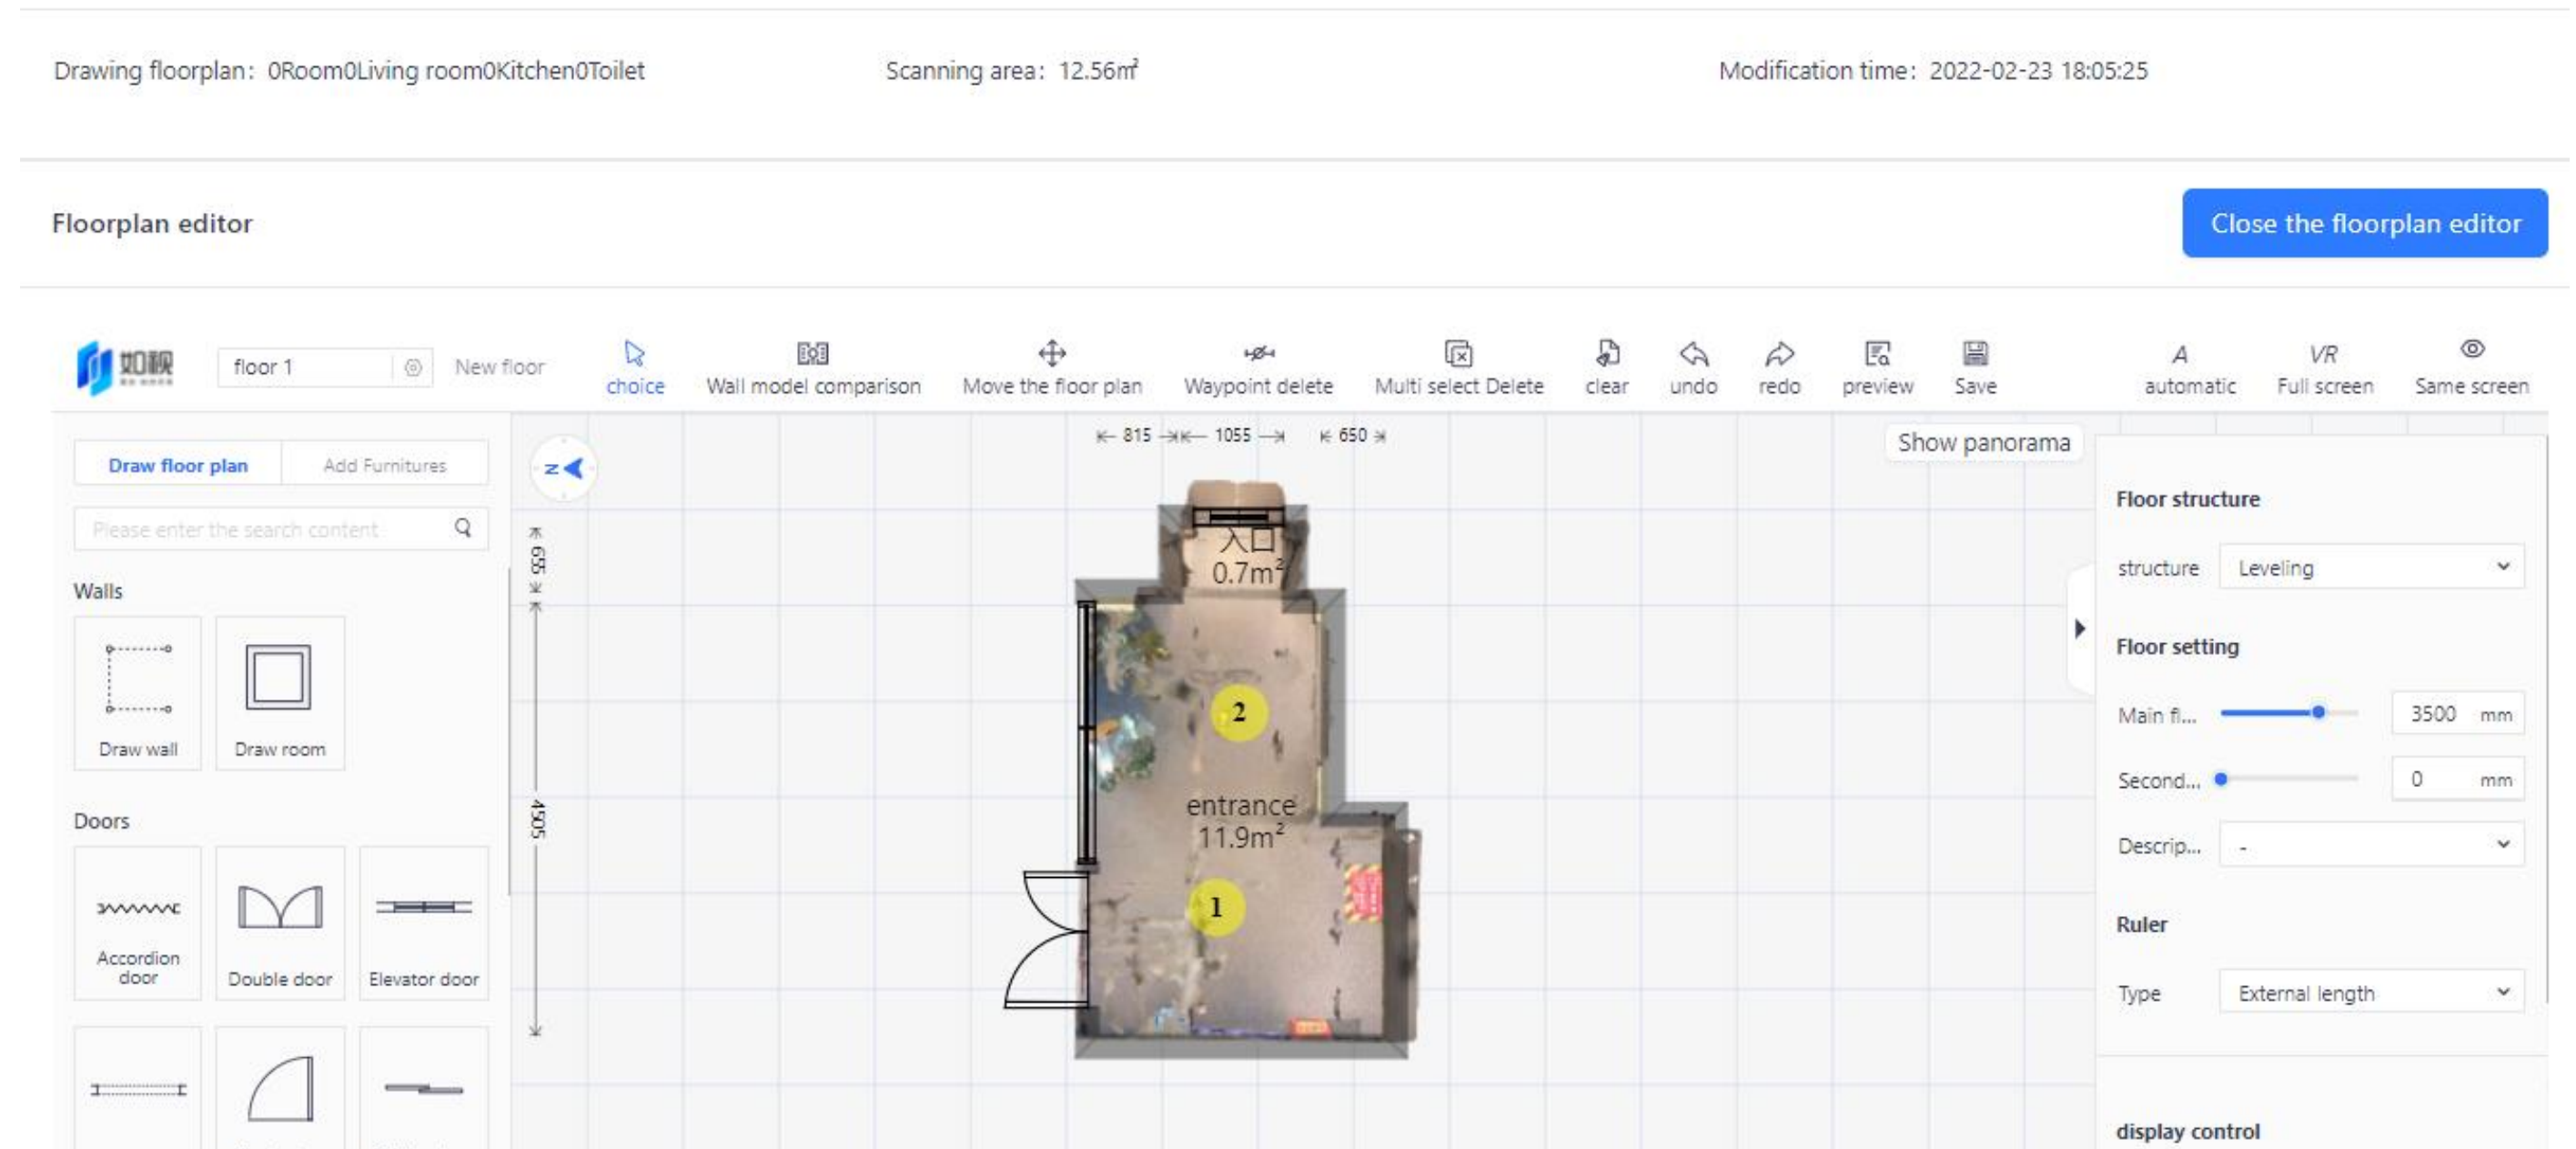 Drawing floorplan: 0Room0Living room0Kitchen0Toilet
Scanning area: 12.56㎡
Modification time: 2022-02-23 18:05:25
Floorplan editor
Close the floorplan editor
如视
floor 1
New floor
choice
Wall model comparison
Move the floor plan
Waypoint delete
Multi select Delete
clear
undo
redo
preview
Save
A
automatic
VR
Full screen
Same screen
Draw floor plan
Add Furnitures
Please enter the search content
Walls
Draw wall
Draw room
Doors
Accordion
door
Double door
Elevator door
N
815
1055
650
655
4505
入口
0.7m²
2
entrance
11.9m²
1
Show panorama
Floor structure
structure
Leveling
Floor setting
Main fl...
3500 mm
Second...
0 mm
Descrip...
-
Ruler
Type
External length
display control